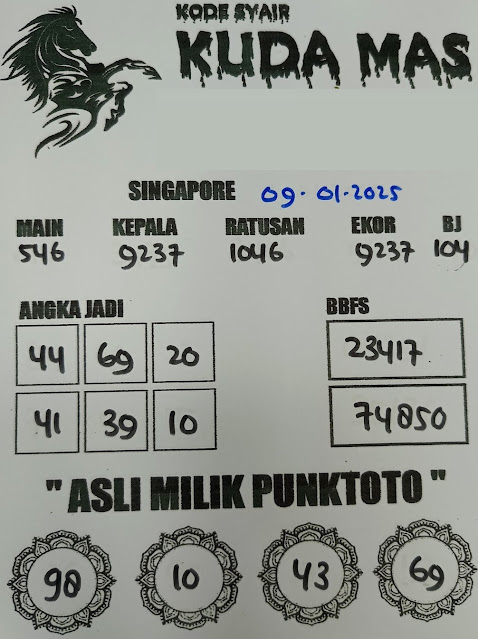 KODE SYAIR
KUDA MAS
SINGAPORE 09-01-2025
MAIN KEPALA RATUSAN EKOR BJ
546 9237 1046 9237 104
ANGKA JADI BBFS
44 69 20 23417
41 39 10 74850
" ASLI MILIK PUNKTOTO "
90 10 43 69